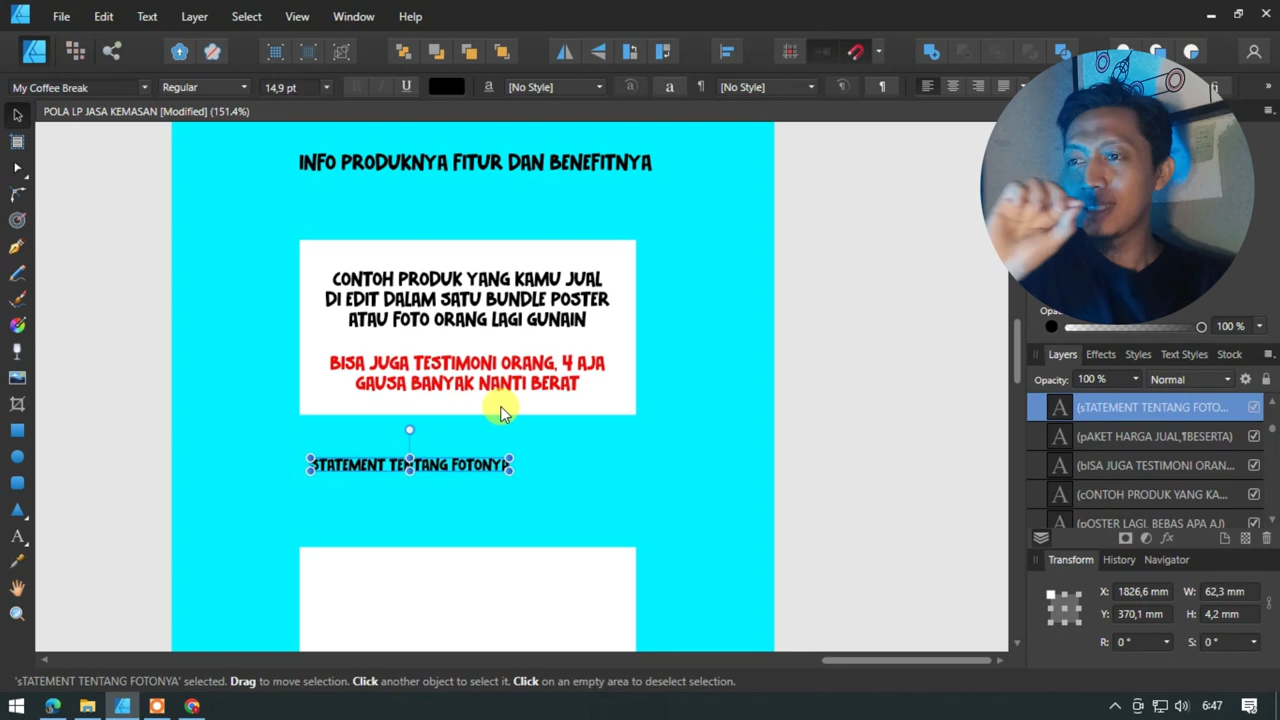 File Edit Text Layer Select View Window Help
My Coffee Break Regular 14,9 pt B I U a [No Style] a a ¶ [No Style] ¶
POLA LP JASA KEMASAN [Modified] (151.4%)
INFO PRODUKNYA FITUR DAN BENEFITNYA
CONTOH PRODUK YANG KAMU JUAL
DI EDIT DALAM SATU BUNDLE POSTER
ATAU FOTO ORANG LAGI GUNAIN
BISA JUGA TESTIMONI ORANG, 4 AJA
GAUSA BANYAK NANTI BERAT
STATEMENT TENTANG FOTONYA
100 %
Layers Effects Styles Text Styles Stock
Opacity: 100 % Normal
(sTATEMENT TENTANG FOTO...
(pAKET HARGA JUAL,¶BESERTA)
(bISA JUGA TESTIMONI ORAN...
(cONTOH PRODUK YANG KA...
(pOSTER LAGI, BEBAS APA AJ)
Transform History Navigator
X: 1826,6 mm W: 62,3 mm
Y: 370,1 mm H: 4,2 mm
R: 0 ° S: 0 °
'sTATEMENT TENTANG FOTONYA' selected. Drag to move selection. Click another object to select it. Click on an empty area to deselect selection.
6:47